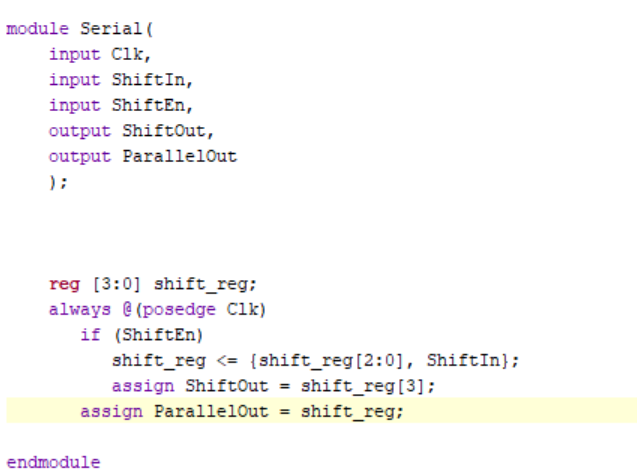 module Serial(
input Clk,
input ShiftIn,
input ShiftEn,
output ShiftOut,
output ParallelOut
);
reg [3:0] shift_reg;
always @(posedge Clk)
if (ShiftEn)
shift_reg <= {shift_reg[2:0], ShiftIn};
assign ShiftOut = shift_reg[3];
assign ParallelOut = shift_reg;
endmodule